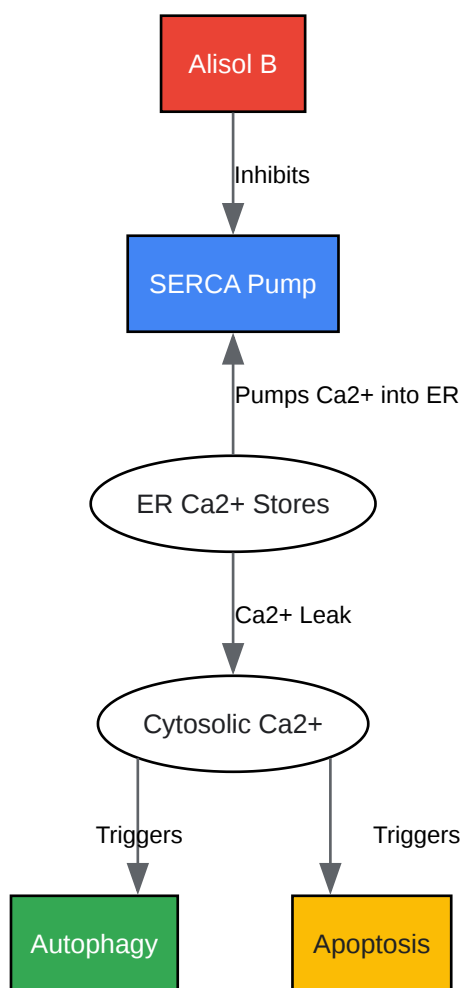 Alisol B
Inhibits
SERCA Pump
Pumps Ca2+ into ER
ER Ca2+ Stores
Ca2+ Leak
Cytosolic Ca2+
Triggers
Triggers
Autophagy
Apoptosis